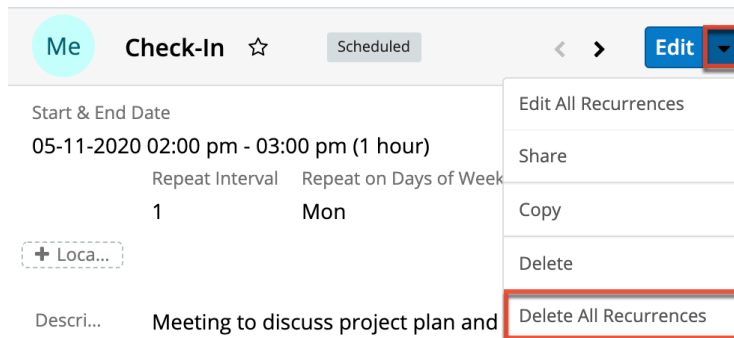 Me Check-In Scheduled Edit
Edit All Recurrences
Start & End Date
05-11-2020 02:00 pm - 03:00 pm (1 hour)
Share
Repeat Interval Repeat on Days of Week
1 Mon
Copy
+ Loca...
Delete
Descri... Meeting to discuss project plan and
Delete All Recurrences